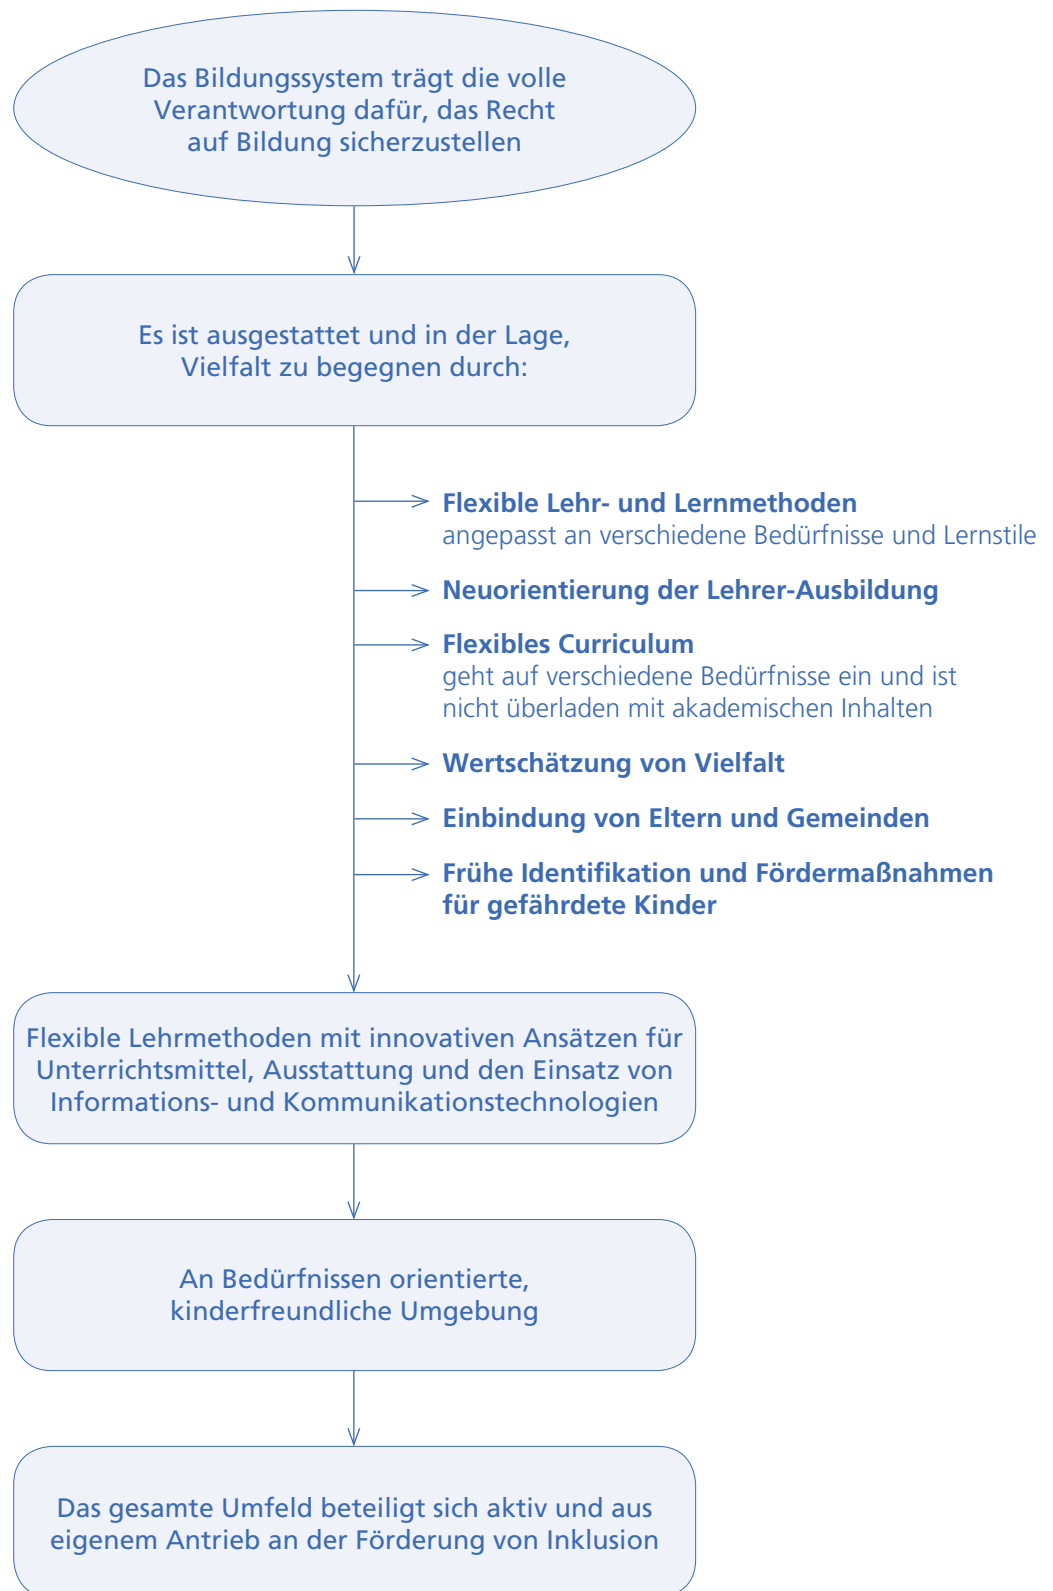 Das Bildungssystem trägt die volle
Verantwortung dafür, das Recht
auf Bildung sicherzustellen
Es ist ausgestattet und in der Lage,
Vielfalt zu begegnen durch:
Flexible Lehr- und Lernmethoden
angepasst an verschiedene Bedürfnisse und Lernstile
Neuorientierung der Lehrer-Ausbildung
Flexibles Curriculum
geht auf verschiedene Bedürfnisse ein und ist
nicht überladen mit akademischen Inhalten
Wertschätzung von Vielfalt
Einbindung von Eltern und Gemeinden
Frühe Identifikation und Fördermaßnahmen
für gefährdete Kinder
Flexible Lehrmethoden mit innovativen Ansätzen für
Unterrichtsmittel, Ausstattung und den Einsatz von
Informations- und Kommunikationstechnologien
An Bedürfnissen orientierte,
kinderfreundliche Umgebung
Das gesamte Umfeld beteiligt sich aktiv und aus
eigenem Antrieb an der Förderung von Inklusion